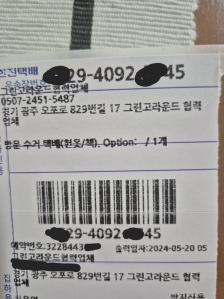 희진택배
29-4092 45
그린고라운드협력업체
0507-2451-5487
경기 광주 오포로 829번길 17 그린고라운드 협력
업체
방문 수거 택배(헌옷/책), Option: / 1개
29-4092 45
예약번호:3228443
출력일자:2024-05-20 05
그린고라운드협력업체
경기 광주 오포로 829번길 17 그린고라운드 협력
업체